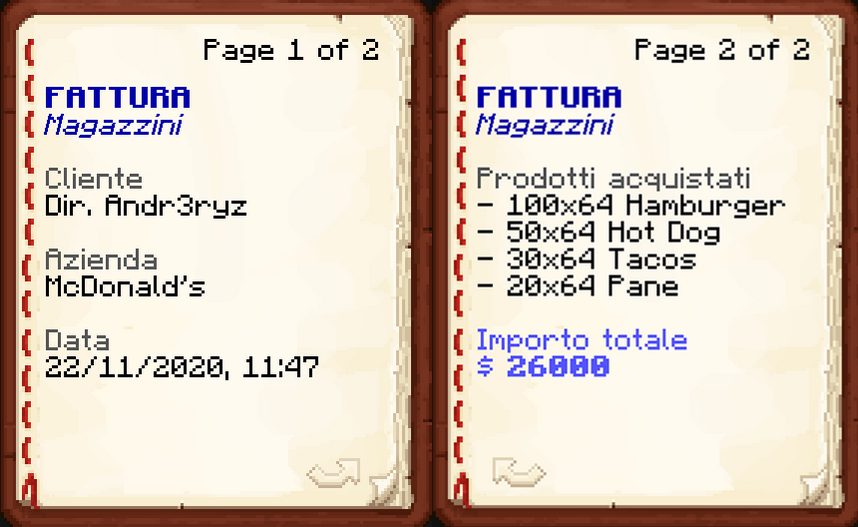 Page 1 of 2
FATTURA
Magazzini
Cliente
Dir. Andr3ryz
Azienda
McDonald's
Data
22/11/2020, 11:47
Page 2 of 2
FATTURA
Magazzini
Prodotti acquistati
- 100x64 Hamburger
- 50x64 Hot Dog
- 30x64 Tacos
- 20x64 Pane
Importo totale
$ 26000